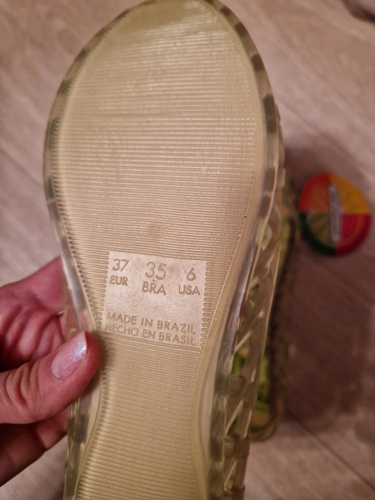 37 35 6
EUR BRA USA
MADE IN BRAZIL
HECHO EN BRASIL